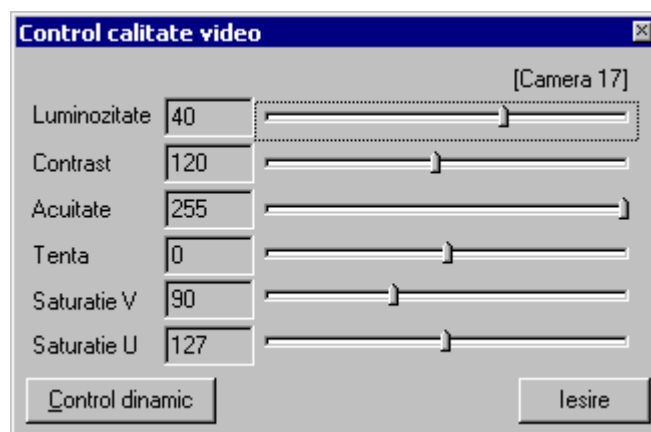 Control calitate video
[Camera 17]
Luminozitate 40
Contrast 120
Acuitate 255
Tenta 0
Saturatie V 90
Saturatie U 127
Control dinamic Iesire